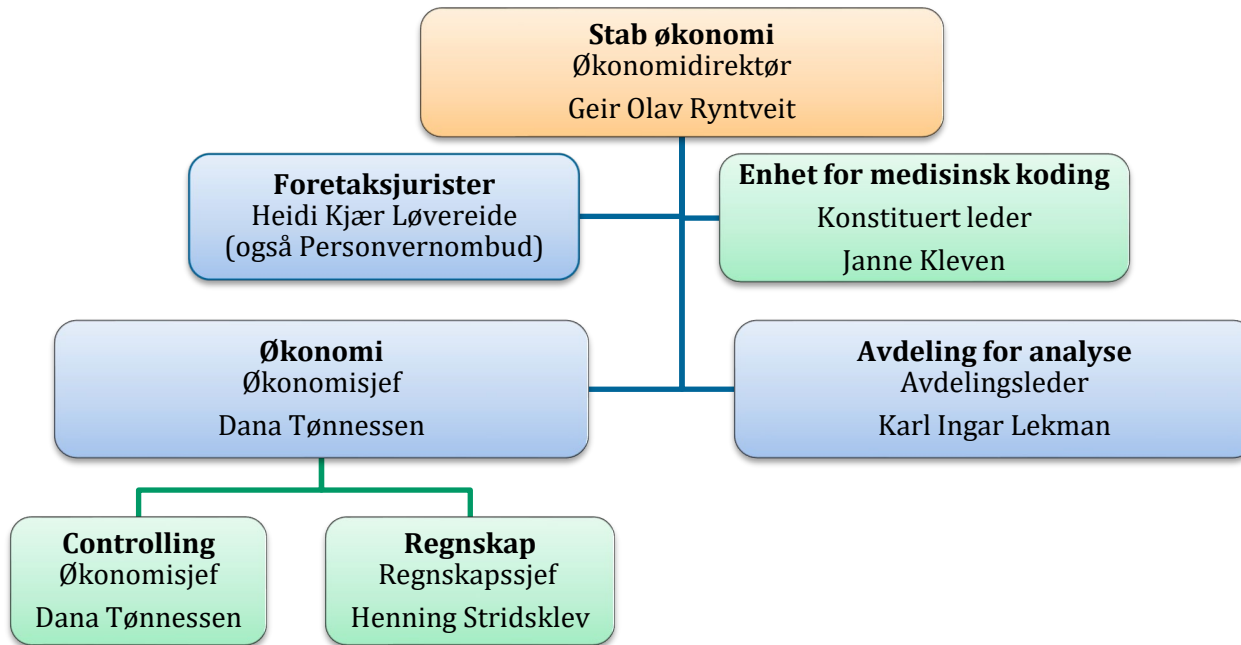 Stab økonomi
Økonomidirektør
Geir Olav Ryntveit
Foretaksjurister
Heidi Kjær Løvereide
(også Personvernombud)
Enhet for medisinsk koding
Konstituert leder
Janne Kleven
Økonomi
Økonomisjef
Dana Tønnessen
Avdeling for analyse
Avdelingsleder
Karl Ingar Lekman
Controlling
Økonomisjef
Dana Tønnessen
Regnskap
Regnskapssjef
Henning Stridsklev